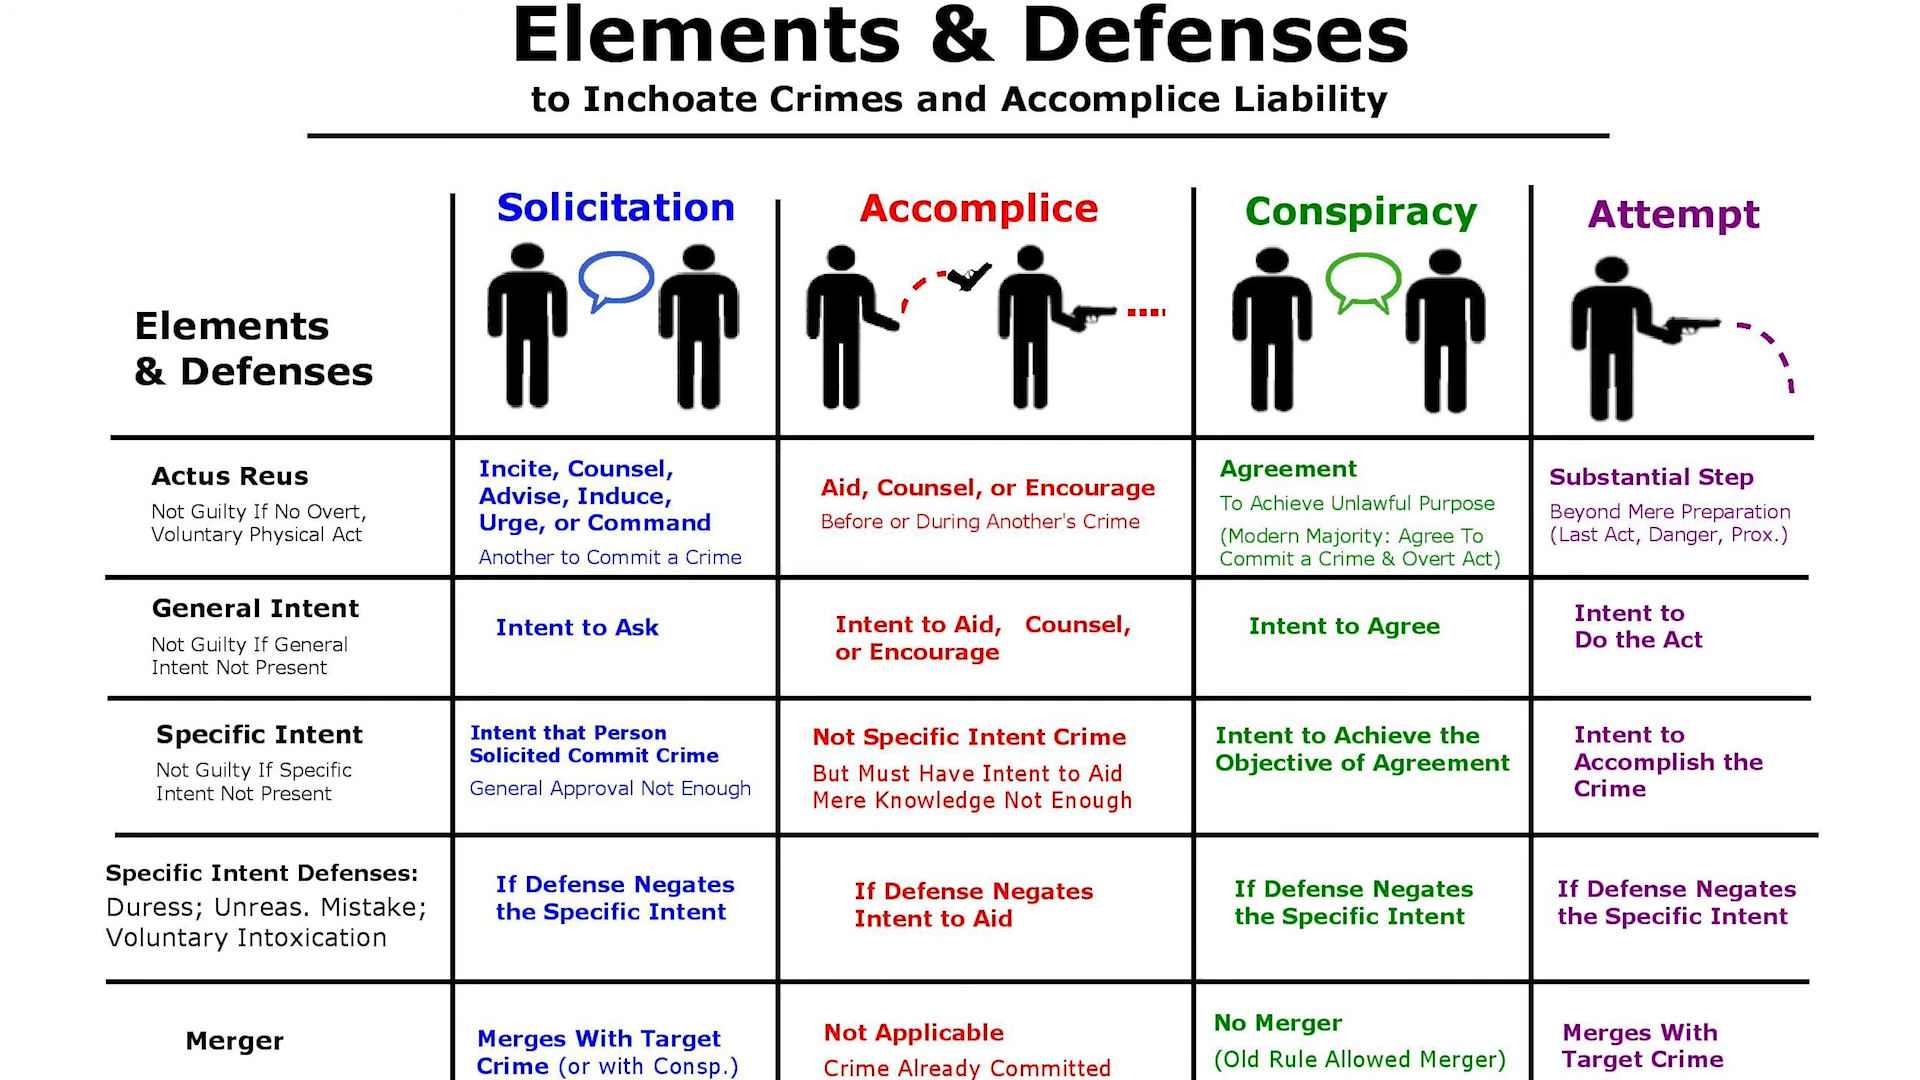 Elements & Defenses
to Inchoate Crimes and Accomplice Liability
Elements
& Defenses
Solicitation
Accomplice
Conspiracy
Attempt
Actus Reus
Not Guilty If No Overt,
Voluntary Physical Act
Incite, Counsel,
Advise, Induce,
Urge, or Command
Another to Commit a Crime
Aid, Counsel, or Encourage
Before or During Another's Crime
Agreement
To Achieve Unlawful Purpose
(Modern Majority: Agree To
Commit a Crime & Overt Act)
Substantial Step
Beyond Mere Preparation
(Last Act, Danger, Prox.)
General Intent
Not Guilty If General
Intent Not Present
Intent to Ask
Intent to Aid, Counsel,
or Encourage
Intent to Agree
Intent to
Do the Act
Specific Intent
Not Guilty If Specific
Intent Not Present
Intent that Person
Solicited Commit Crime
General Approval Not Enough
Not Specific Intent Crime
But Must Have Intent to Aid
Mere Knowledge Not Enough
Intent to Achieve the
Objective of Agreement
Intent to
Accomplish the
Crime
Specific Intent Defenses:
Duress; Unreas. Mistake;
Voluntary Intoxication
If Defense Negates
the Specific Intent
If Defense Negates
Intent to Aid
If Defense Negates
the Specific Intent
If Defense Negates
the Specific Intent
Merger
Merges With Target
Crime (or with Consp.)
Not Applicable
Crime Already Committed
No Merger
(Old Rule Allowed Merger)
Merges With
Target Crime